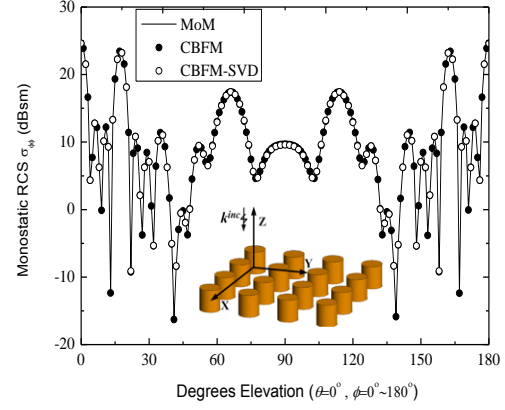 30
20
10
0
-10
-20
Monostatic RCS σφφ (dBsm)
MoM
CBFM
CBFM-SVD
k^inc
Z
Y
X
0 30 60 90 120 150 180
Degrees Elevation (θ=0°, ϕ=0°~180°)